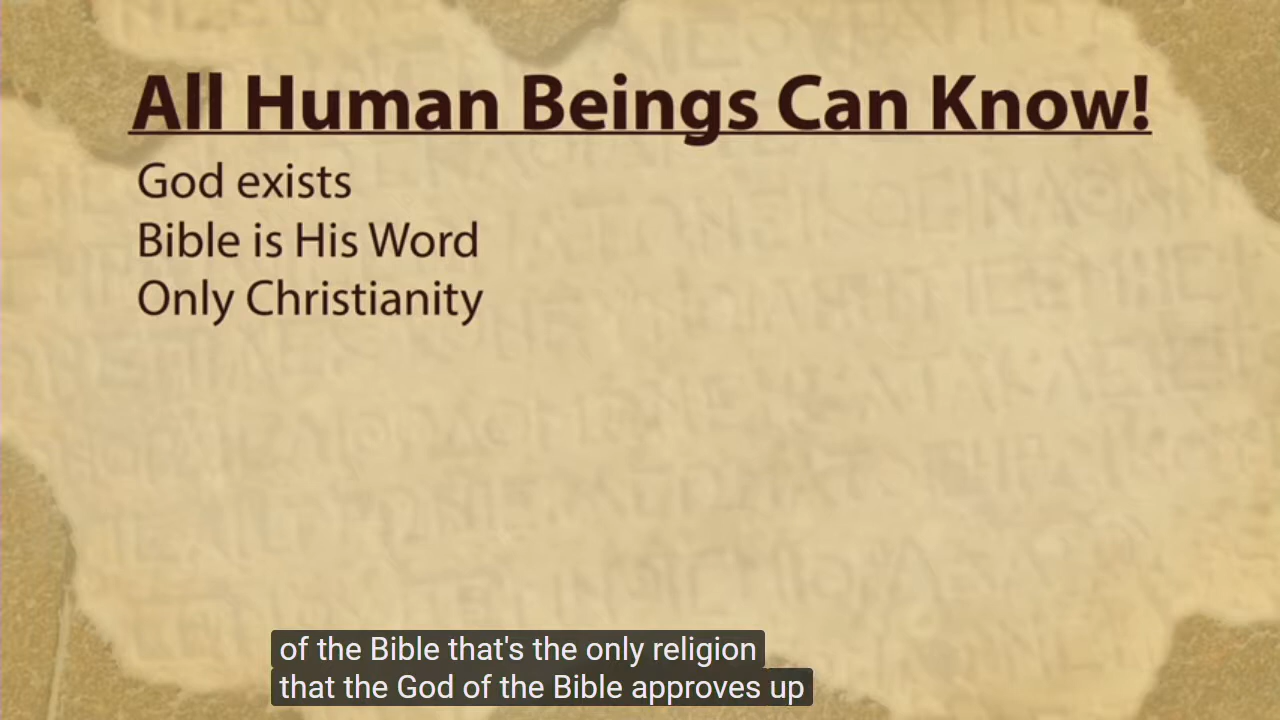 All Human Beings Can Know!
God exists
Bible is His Word
Only Christianity
of the Bible that's the only religion
that the God of the Bible approves up